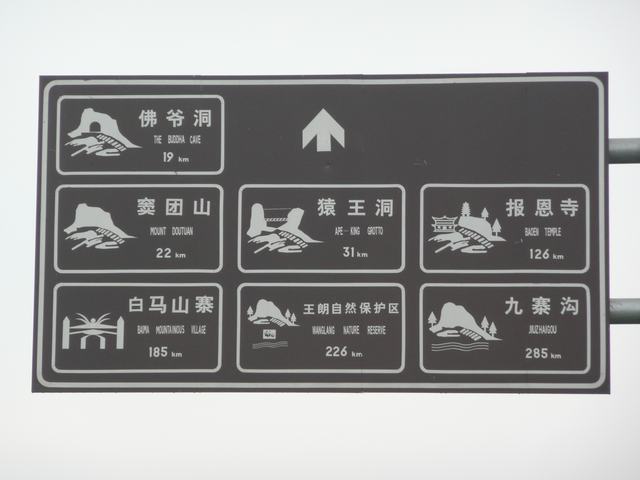 佛爷洞
THE BUDDHA CAVE
19 km
窦团山
MOUNT DOUTUAN
22 km
猿王洞
APE-KING GROTTO
31 km
报恩寺
BAOEN TEMPLE
126 km
白马山寨
BAIMA MOUNTAINOUS VILLAGE
185 km
王朗自然保护区
WANGLANG NATURE RESERVE
226 km
九寨沟
JIUZHAIGOU
285 km